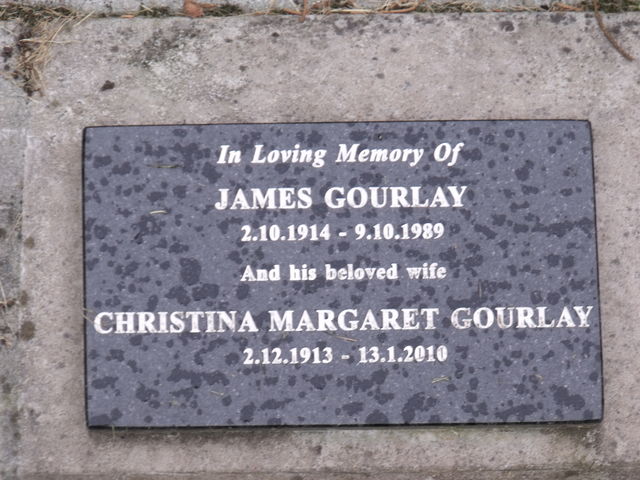 In Loving Memory Of
JAMES GOURLAY
2.10.1914 - 9.10.1989
And his beloved wife
CHRISTINA MARGARET GOURLAY
2.12.1913 - 13.1.2010